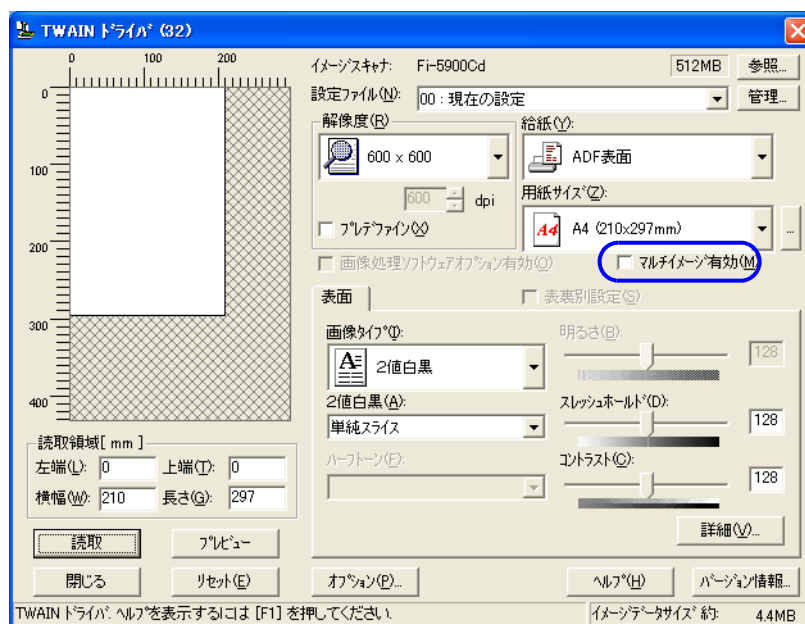 TWAIN ドライバ (32)
0 100 200
0
100
200
300
400
イメージスキャナ: Fi-5900Cd 512MB 参照...
設定ファイル(N): 00 : 現在の設定 管理...
解像度(R)
600 × 600
600 dpi
プレデファイン(X)
給紙(Y):
ADF表面
用紙サイズ(Z):
A4 A4 (210x297mm) ...
画像処理ソフトウェアオプション有効(O)
マルチイメージ有効(M)
表面
表裏別設定(S)
画像タイプ(I):
A 2値白黒
2値白黒(A):
単純スライス
ハーフトーン(F):
明るさ(B):
128
スレッシュホールド(D):
128
コントラスト(C):
128
詳細(V)...
読取領域[ mm ]
左端(L): 0 上端(T): 0
横幅(W): 210 長さ(G): 297
読取 プレビュー
閉じる リセット(E) オプション(P)... ヘルプ(H) バージョン情報...
TWAIN ドライバ. ヘルプを表示するには [F1] を押してください. イメージデータサイズ 約: 4.4MB